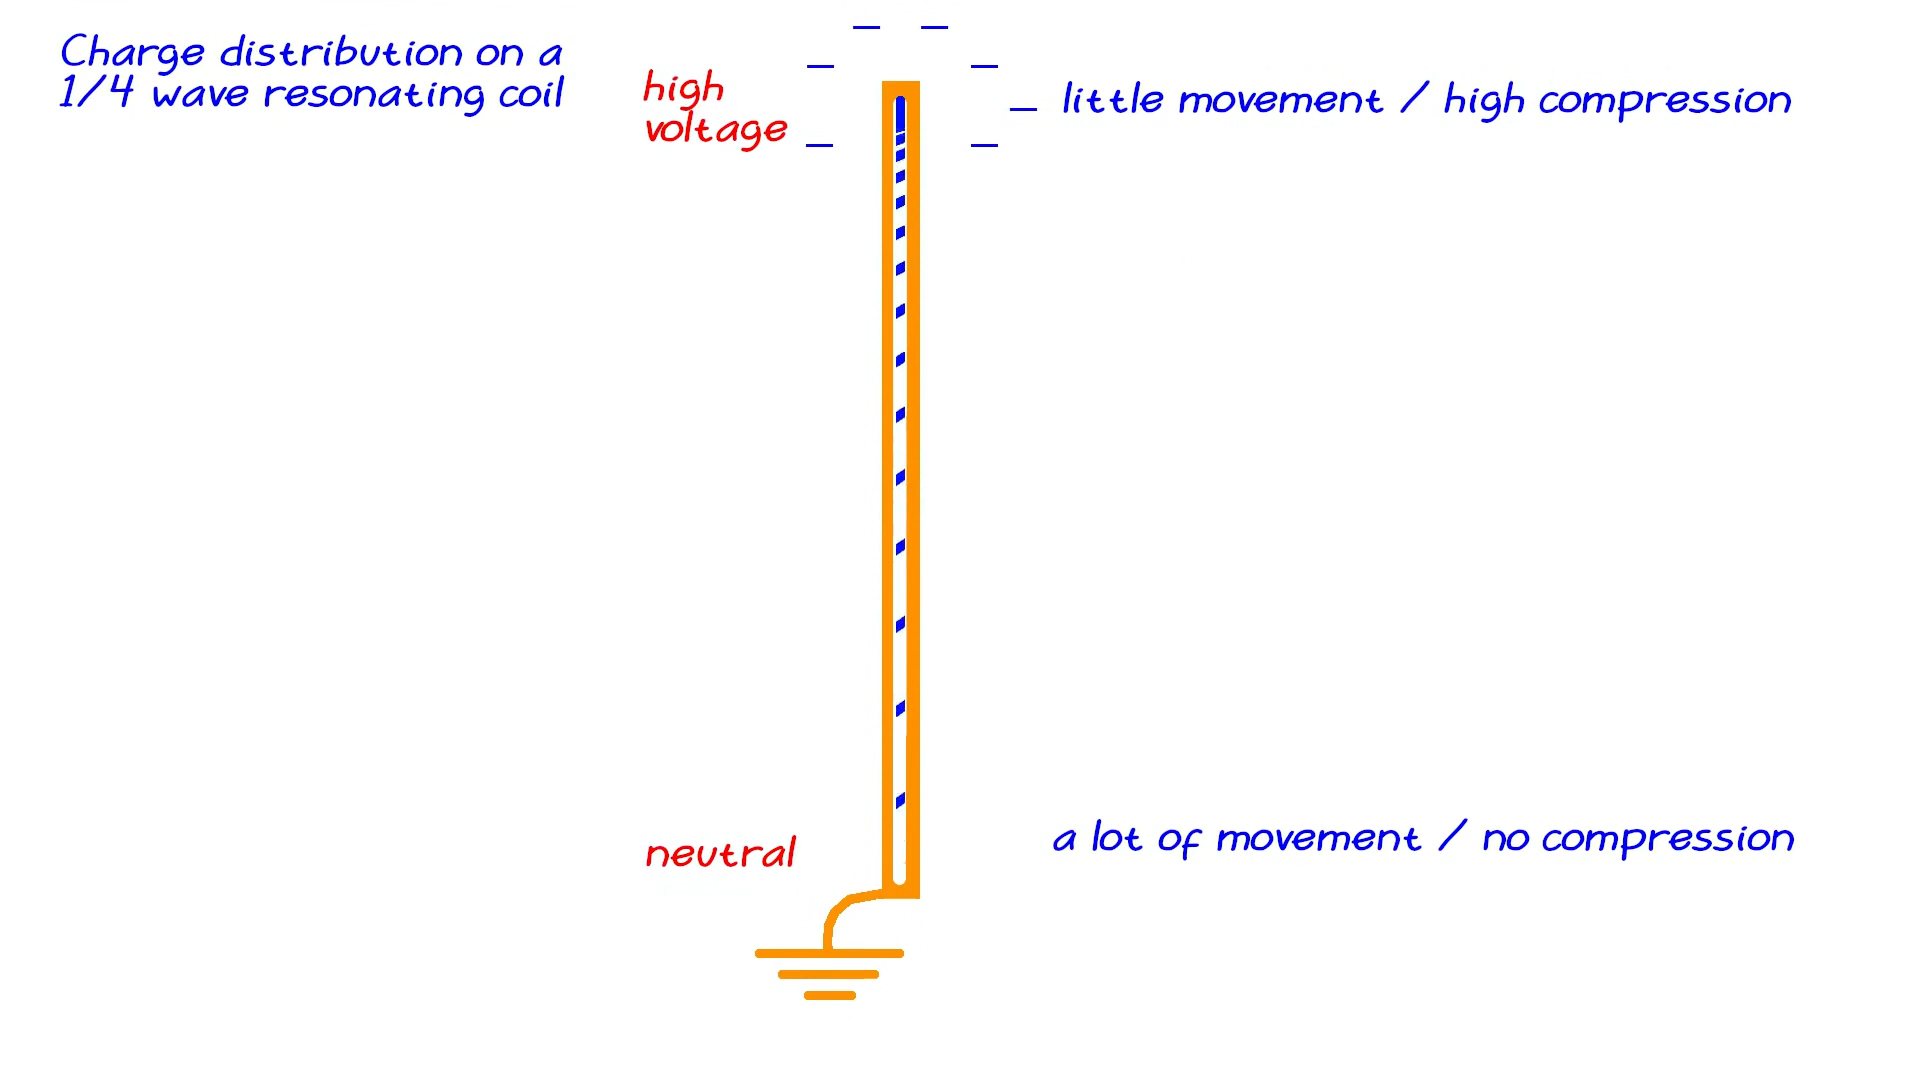 Charge distribution on a
1/4 wave resonating coil
high
voltage
little movement / high compression
neutral
a lot of movement / no compression